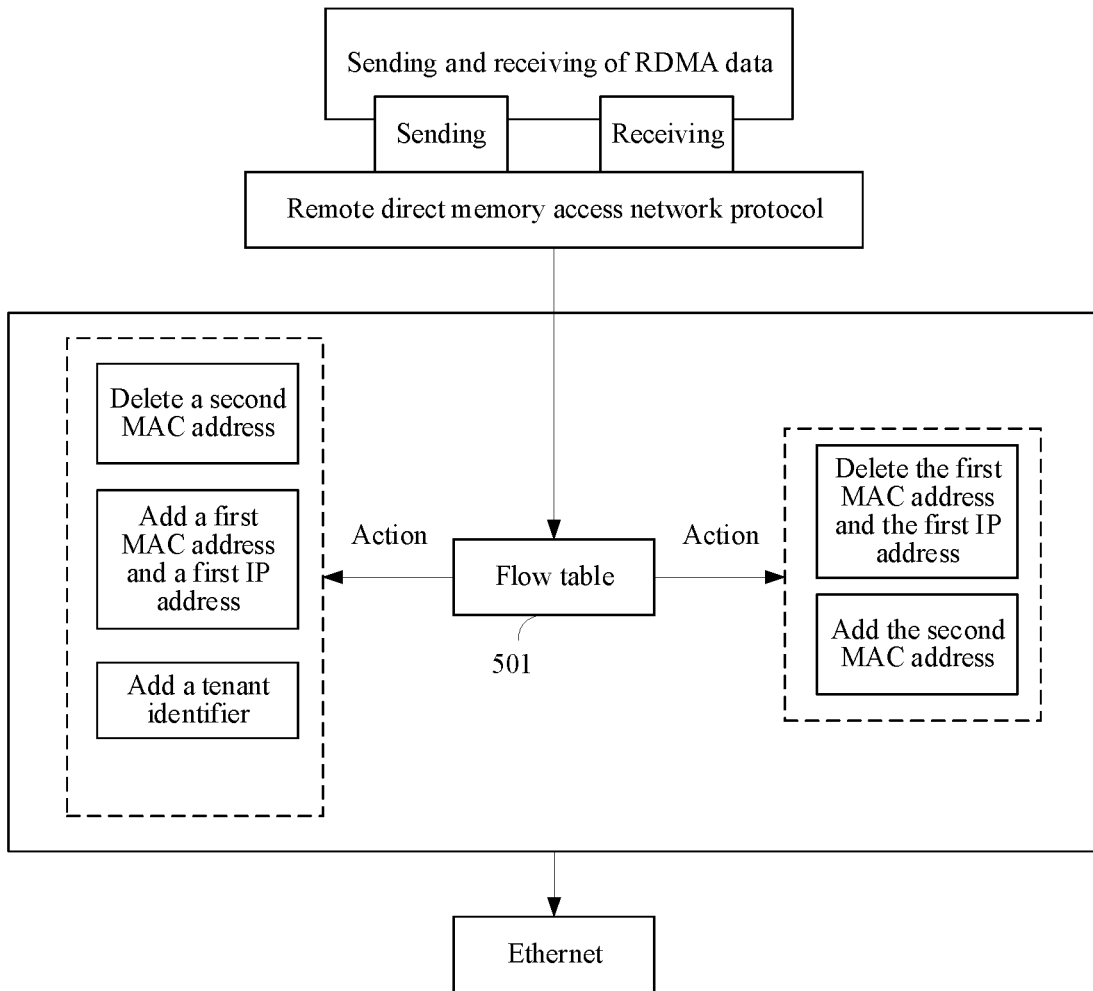 Sending and receiving of RDMA data
Sending
Receiving
Remote direct memory access network protocol
Delete a second
MAC address
Add a first
MAC address
and a first IP
address
Add a tenant
identifier
Action
Flow table
501
Action
Delete the first
MAC address
and the first IP
address
Add the second
MAC address
Ethernet